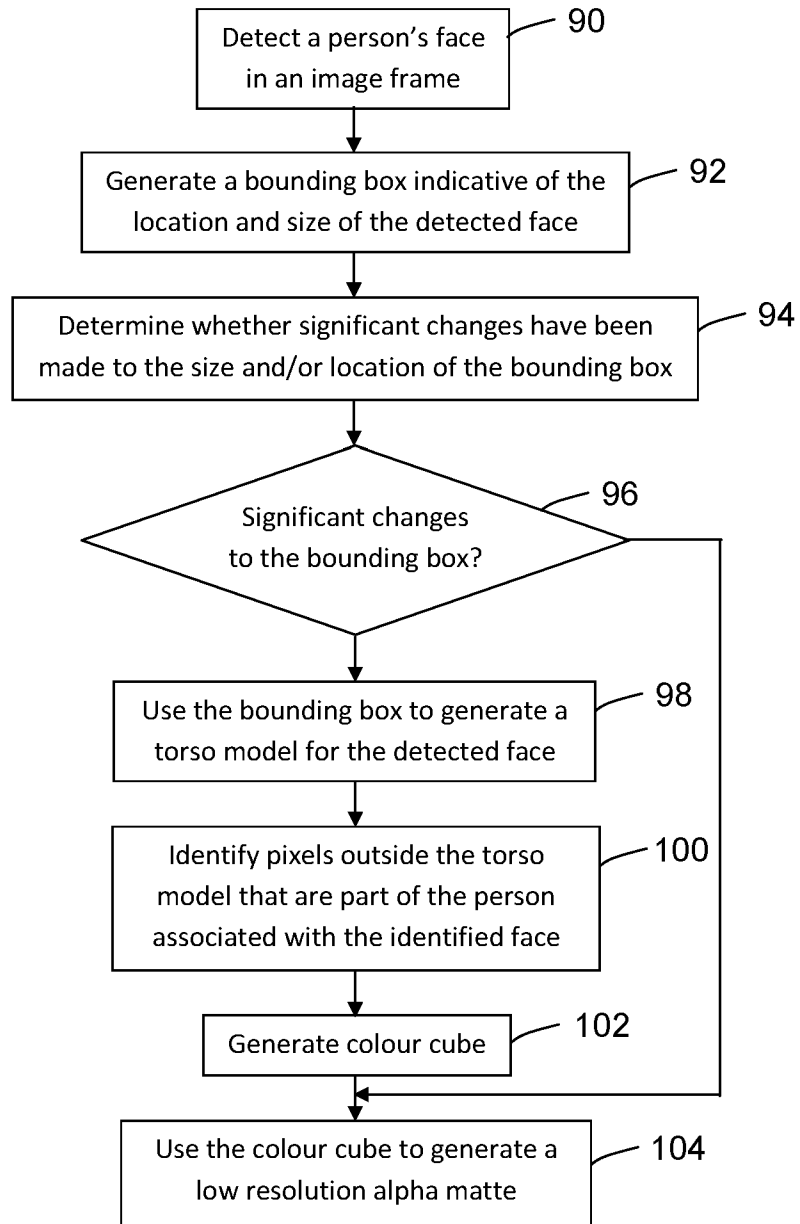 Detect a person's face
in an image frame
90
Generate a bounding box indicative of the
location and size of the detected face
92
Determine whether significant changes have been
made to the size and/or location of the bounding box
94
Significant changes
to the bounding box?
96
Use the bounding box to generate a
torso model for the detected face
98
Identify pixels outside the torso
model that are part of the person
associated with the identified face
100
Generate colour cube
102
Use the colour cube to generate a
low resolution alpha matte
104